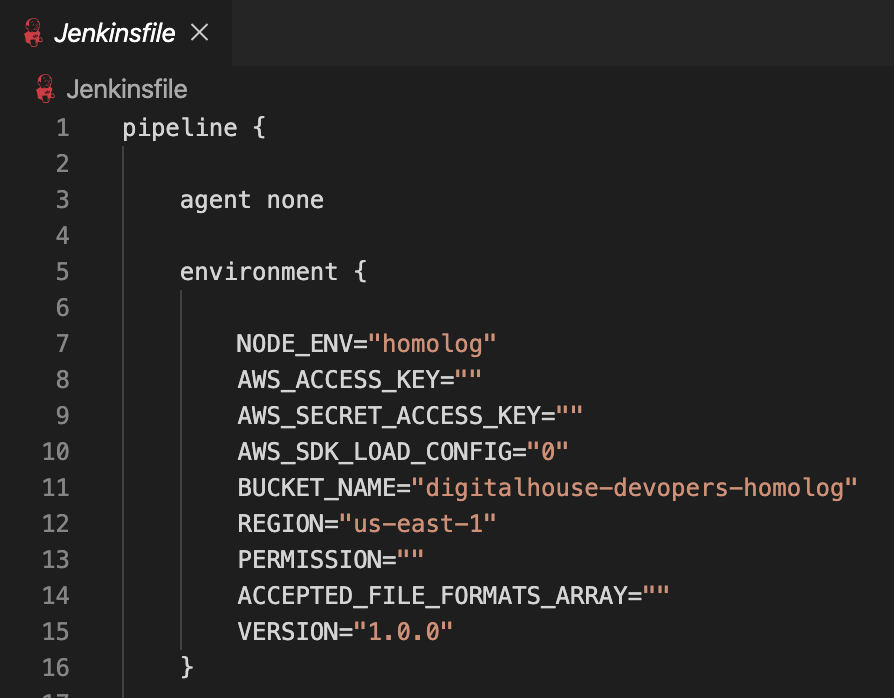 Jenkinsfile
Jenkinsfile
1 pipeline {
2
3 agent none
4
5 environment {
6
7 NODE_ENV="homolog"
8 AWS_ACCESS_KEY=""
9 AWS_SECRET_ACCESS_KEY=""
10 AWS_SDK_LOAD_CONFIG="0"
11 BUCKET_NAME="digitalhouse-devopers-homolog"
12 REGION="us-east-1"
13 PERMISSION=""
14 ACCEPTED_FILE_FORMATS_ARRAY=""
15 VERSION="1.0.0"
16 }
17